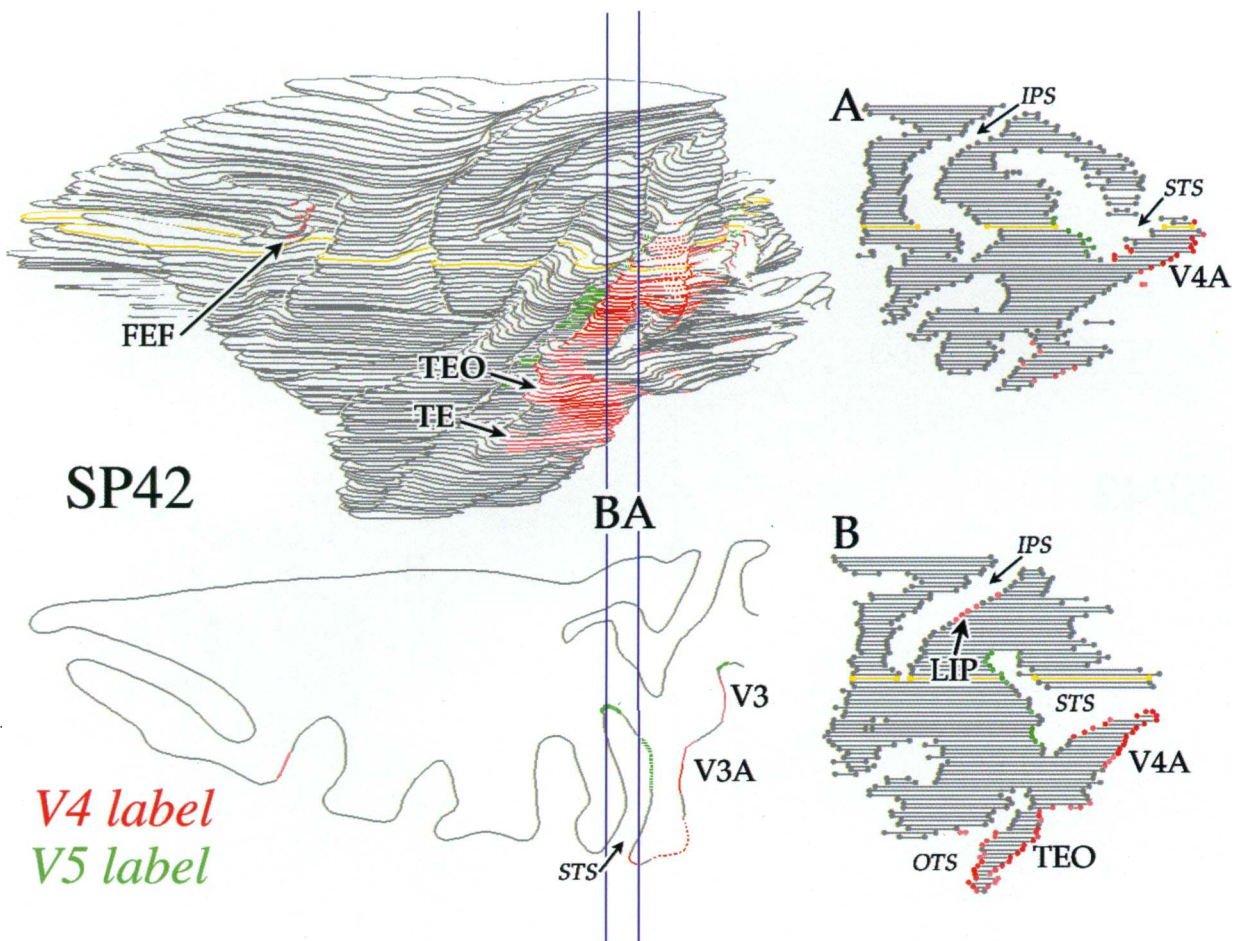 A
IPS
STS
V4A
FEF
TEO
TE
SP42
BA
B
IPS
LIP
STS
V4A
V3
V3A
V4 label
V5 label
STS
OTS
TEO